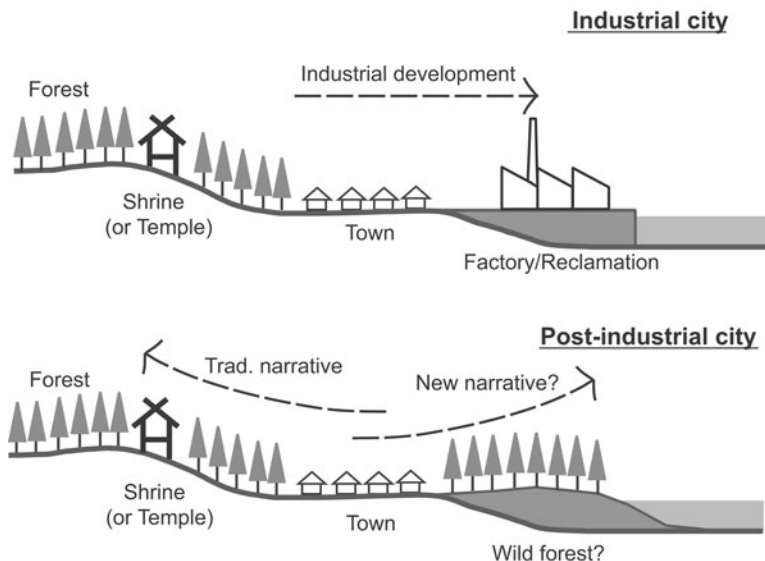 Industrial city
Industrial development
Forest
Shrine
(or Temple)
Town
Factory/Reclamation
Post-industrial city
Trad. narrative
New narrative?
Forest
Shrine
(or Temple)
Town
Wild forest?